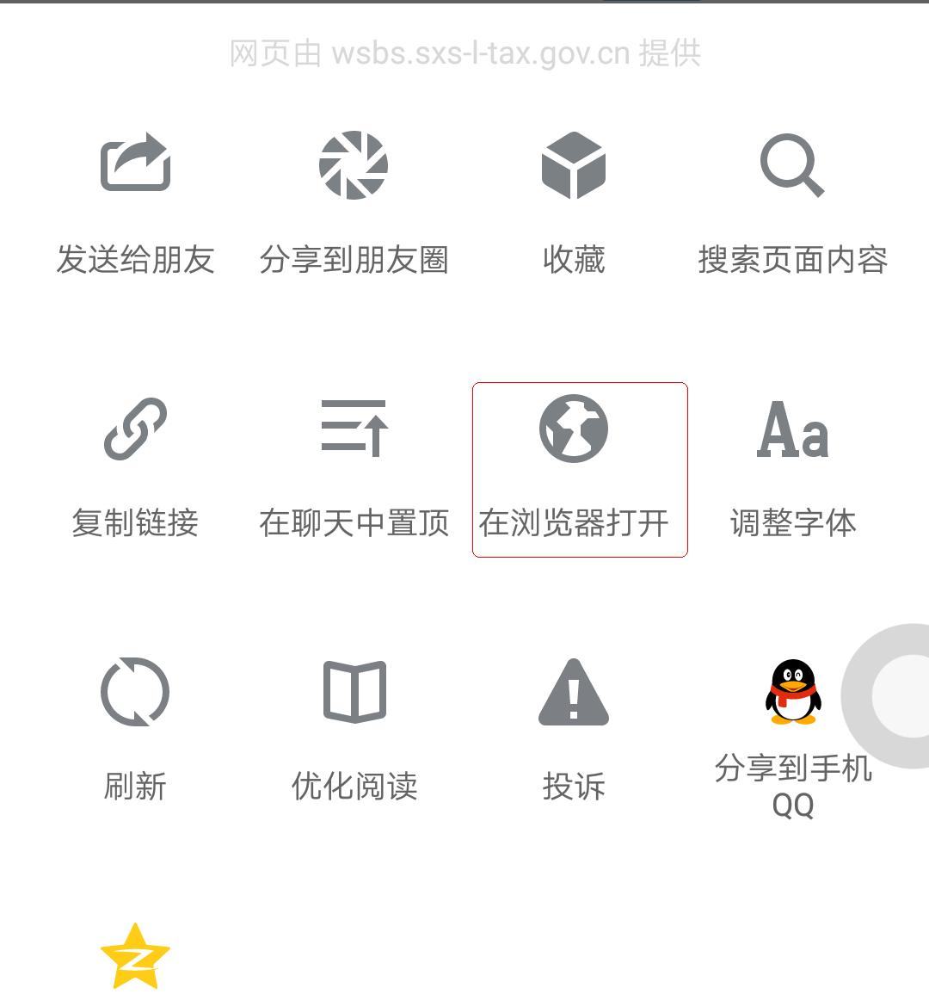 网页由 wsbs.sxs-l-tax.gov.cn 提供
发送给朋友
分享到朋友圈
收藏
搜索页面内容
复制链接
在聊天中置顶
在浏览器打开
Aa
调整字体
刷新
优化阅读
投诉
分享到手机
QQ